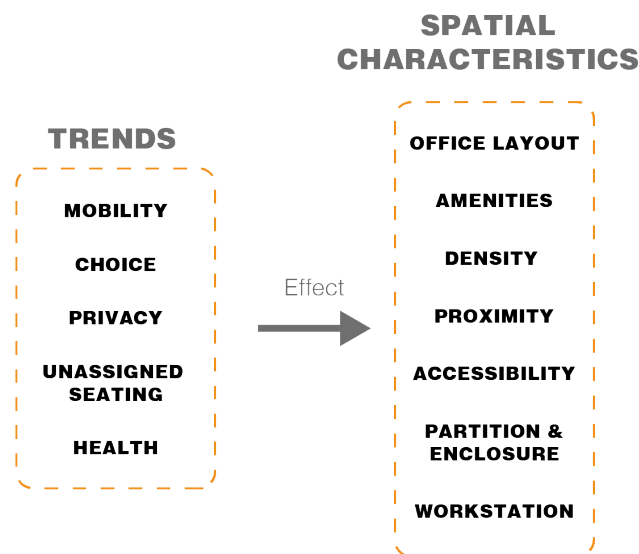 TRENDS
MOBILITY
CHOICE
PRIVACY
UNASSIGNED
SEATING
HEALTH
Effect
SPATIAL
CHARACTERISTICS
OFFICE LAYOUT
AMENITIES
DENSITY
PROXIMITY
ACCESSIBILITY
PARTITION &
ENCLOSURE
WORKSTATION